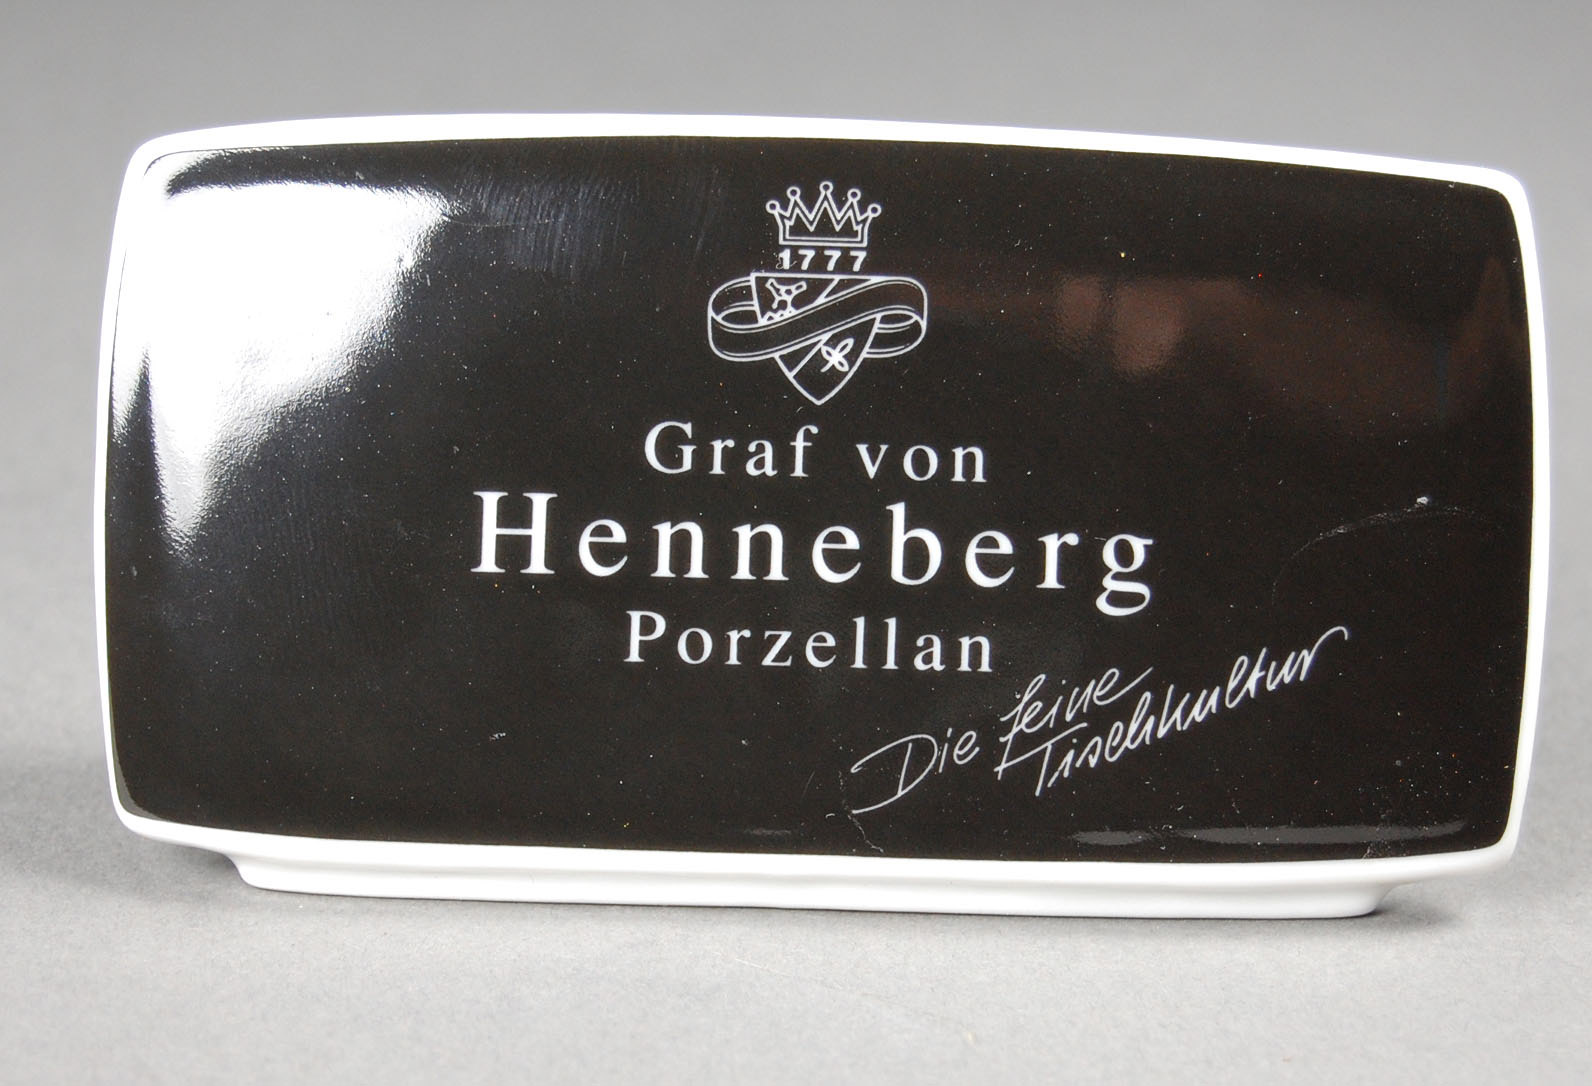 1777
Graf von
Henneberg
Porzellan
Die feine
Tischkultur